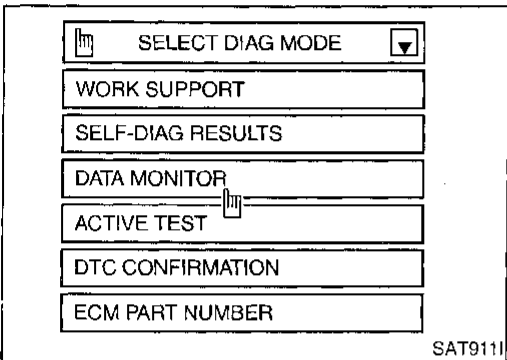 SELECT DIAG MODE
WORK SUPPORT
SELF-DIAG RESULTS
DATA MONITOR
ACTIVE TEST
DTC CONFIRMATION
ECM PART NUMBER
SAT911I